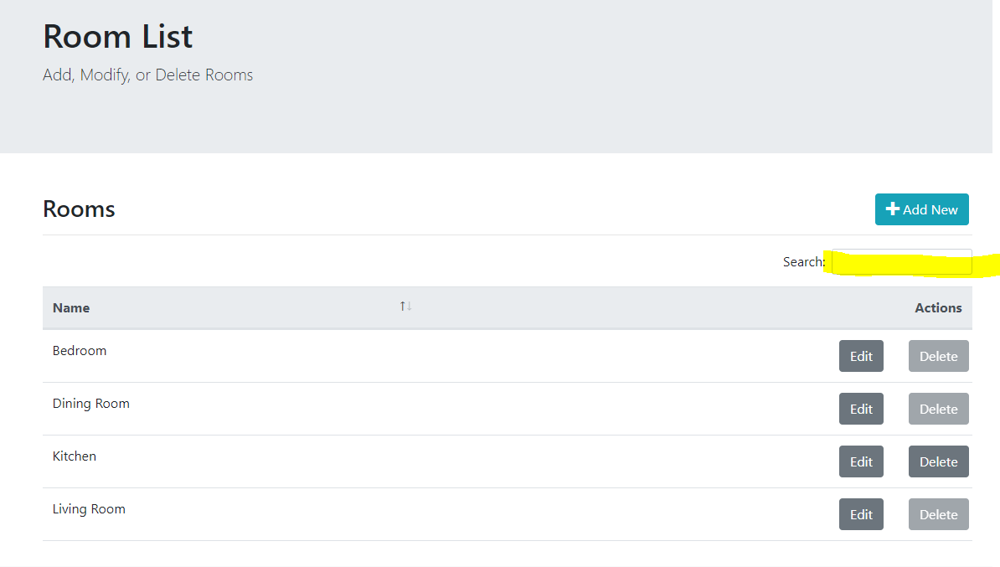 Room List
Add, Modify, or Delete Rooms
Rooms
Add New
Search:
Name Actions
Bedroom Edit Delete
Dining Room Edit Delete
Kitchen Edit Delete
Living Room Edit Delete